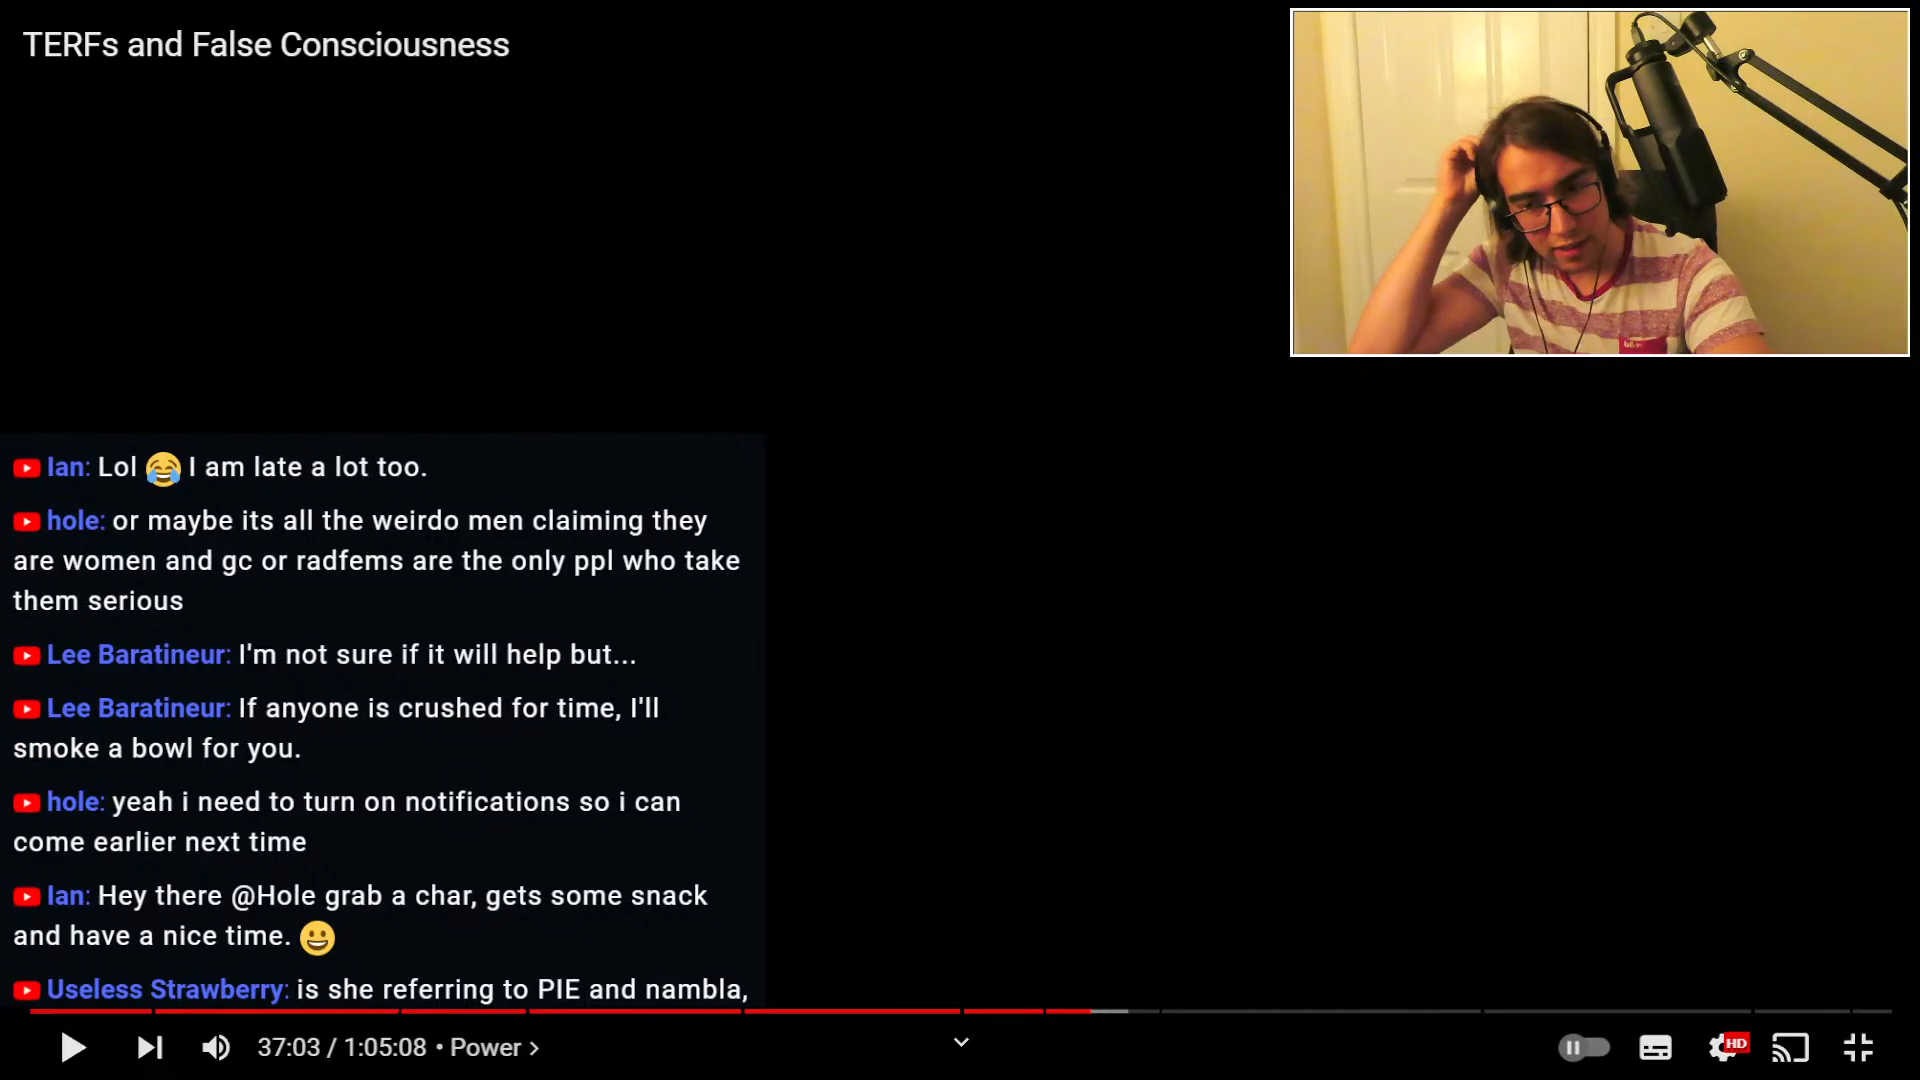 TERFs and False Consciousness
Ian: Lol 😂 I am late a lot too.
hole: or maybe its all the weirdo men claiming they
are women and gc or radfems are the only ppl who take
them serious
Lee Baratineur: I'm not sure if it will help but...
Lee Baratineur: If anyone is crushed for time, I'll
smoke a bowl for you.
hole: yeah i need to turn on notifications so i can
come earlier next time
Ian: Hey there @Hole grab a char, gets some snack
and have a nice time. 😀
Useless Strawberry: is she referring to PIE and nambla,
37:03 / 1:05:08 • Power >
HD